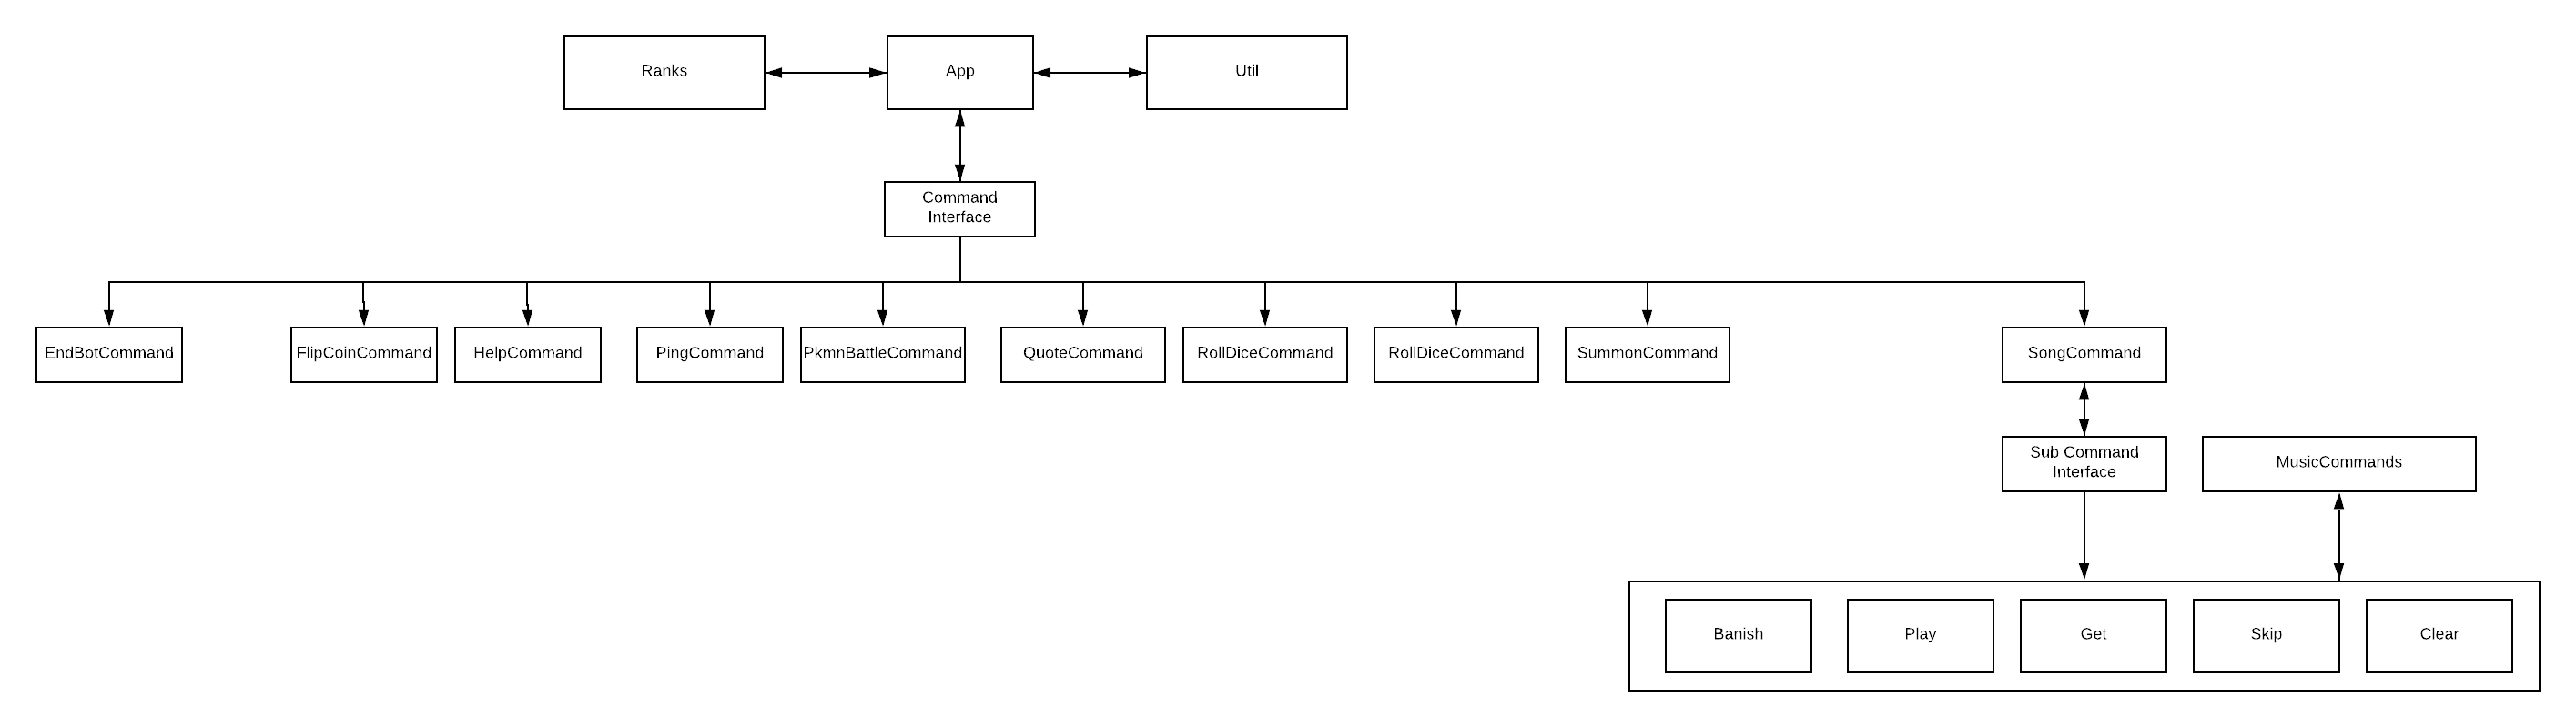 Ranks
App
Util
Command
Interface
EndBotCommand
FlipCoinCommand
HelpCommand
PingCommand
PkmnBattleCommand
QuoteCommand
RollDiceCommand
RollDiceCommand
SummonCommand
SongCommand
Sub Command
Interface
MusicCommands
Banish
Play
Get
Skip
Clear